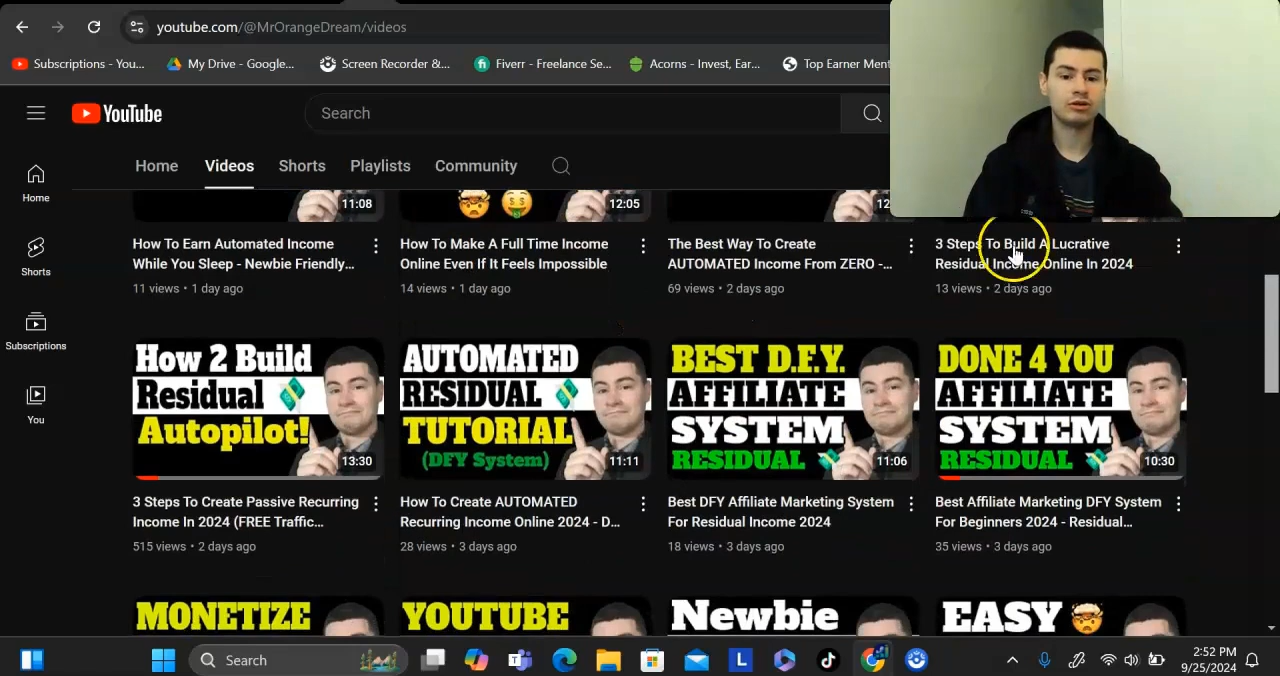 youtube.com/@MrOrangeDream/videos
Subscriptions - You...
My Drive - Google...
Screen Recorder &...
Fiverr - Freelance Se...
Acorns - Invest, Ear...
Top Earner Ment
YouTube
Search
Home
Videos
Shorts
Playlists
Community
Home
Shorts
Subscriptions
You
11:08
12:05
12
How To Earn Automated Income
While You Sleep - Newbie Friendly...
11 views • 1 day ago
How To Make A Full Time Income
Online Even If It Feels Impossible
14 views • 1 day ago
The Best Way To Create
AUTOMATED Income From ZERO -...
69 views • 2 days ago
3 Steps To Build A Lucrative
Residual Income Online In 2024
13 views • 2 days ago
How 2 Build
Residual
Autopilot!
13:30
3 Steps To Create Passive Recurring
Income In 2024 (FREE Traffic...
515 views • 2 days ago
AUTOMATED
RESIDUAL
TUTORIAL
(DFY System)
11:11
How To Create AUTOMATED
Recurring Income Online 2024 - D...
28 views • 3 days ago
BEST D.F.Y.
AFFILIATE
SYSTEM
RESIDUAL
11:06
Best DFY Affiliate Marketing System
For Residual Income 2024
18 views • 3 days ago
DONE 4 YOU
AFFILIATE
SYSTEM
RESIDUAL
10:30
Best Affiliate Marketing DFY System
For Beginners 2024 - Residual...
35 views • 3 days ago
MONETIZE
YOUTUBE
Newbie
EASY
Search
2:52 PM
9/25/2024